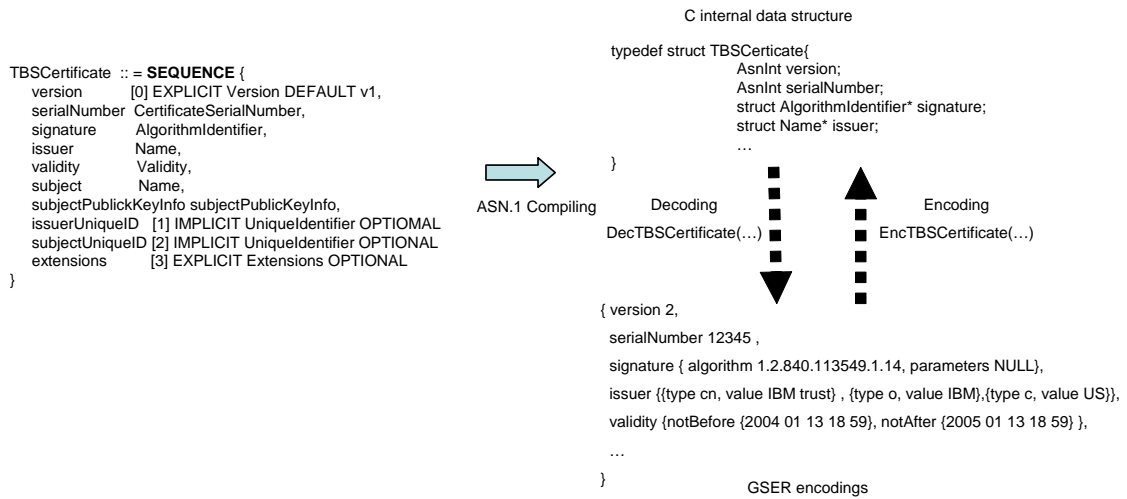 TBSCertificate :: = SEQUENCE {
version [0] EXPLICIT Version DEFAULT v1,
serialNumber CertificateSerialNumber,
signature AlgorithmIdentifier,
issuer Name,
validity Validity,
subject Name,
subjectPublickKeyInfo subjectPublicKeyInfo,
issuerUniqueID [1] IMPLICIT UniqueIdentifier OPTIOMAL
subjectUniqueID [2] IMPLICIT UniqueIdentifier OPTIONAL
extensions [3] EXPLICIT Extensions OPTIONAL
}
ASN.1 Compiling
C internal data structure
typedef struct TBSCerticate{
AsnInt version;
AsnInt serialNumber;
struct AlgorithmIdentifier* signature;
struct Name* issuer;
…
}
Decoding
DecTBSCertificate(…)
Encoding
EncTBSCertificate(…)
{ version 2,
serialNumber 12345 ,
signature { algorithm 1.2.840.113549.1.14, parameters NULL},
issuer {{type cn, value IBM trust} , {type o, value IBM},{type c, value US}},
validity {notBefore {2004 01 13 18 59}, notAfter {2005 01 13 18 59} },
…
}
GSER encodings